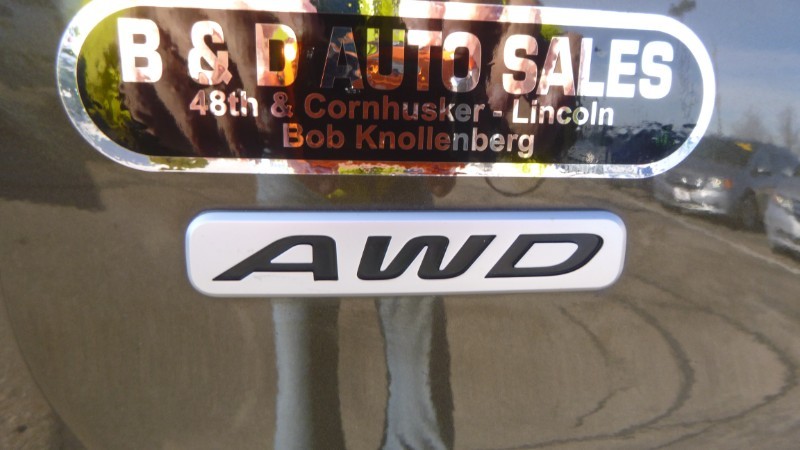 B & D AUTO SALES
48th & Cornhusker - Lincoln
Bob Knollenberg
AWD